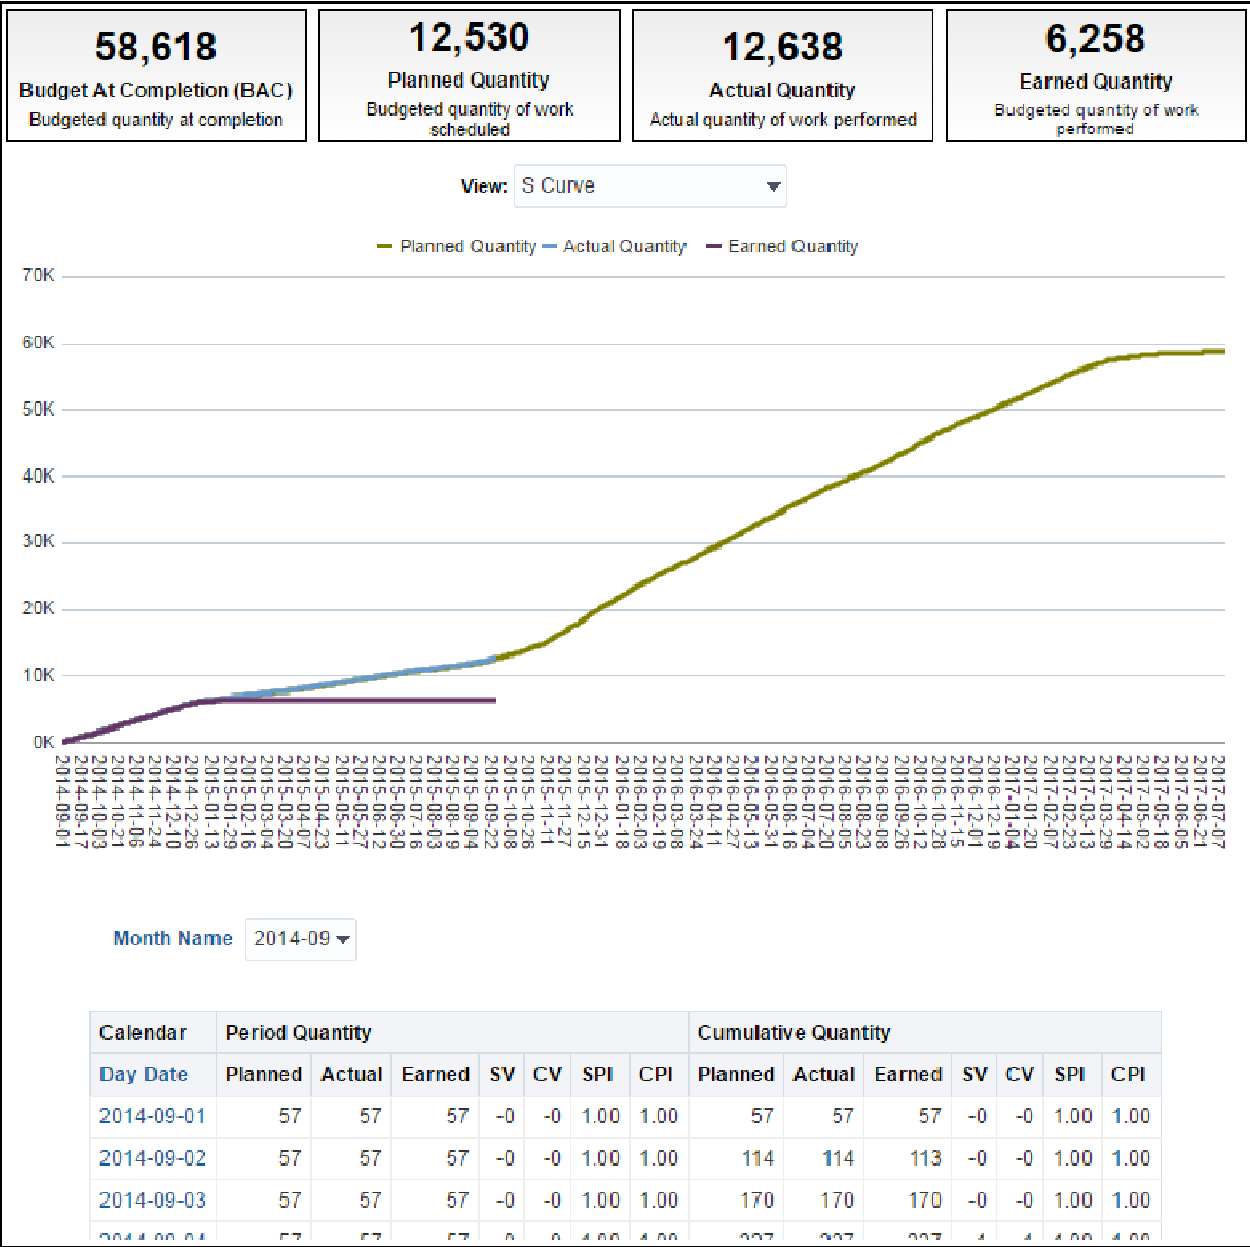 58,618
Budget At Completion (BAC)
Budgeted quantity at completion
12,530
Planned Quantity
Budgeted quantity of work
scheduled
12,638
Actual Quantity
Actual quantity of work performed
6,258
Earned Quantity
Budgeted quantity of work
performed
View: S Curve
Planned Quantity Actual Quantity Earned Quantity
70K
60K
50K
40K
30K
20K
10K
0K
2014-09-01
2014-09-17
2014-10-03
2014-10-21
2014-11-06
2014-11-24
2014-12-10
2014-12-26
2015-01-13
2015-01-29
2015-02-16
2015-03-04
2015-03-20
2015-04-07
2015-04-23
2015-05-11
2015-05-27
2015-06-12
2015-06-30
2015-07-16
2015-08-03
2015-08-19
2015-09-04
2015-09-22
2015-10-08
2015-10-26
2015-11-11
2015-11-27
2015-12-15
2015-12-31
2016-01-18
2016-02-03
2016-02-19
2016-03-08
2016-03-24
2016-04-11
2016-04-27
2016-05-13
2016-05-31
2016-06-16
2016-07-04
2016-07-20
2016-08-05
2016-08-23
2016-09-08
2016-09-26
2016-10-12
2016-10-28
2016-11-15
2016-12-01
2016-12-19
2017-01-04
2017-01-20
2017-02-07
2017-02-23
2017-03-13
2017-03-29
2017-04-14
2017-05-02
2017-05-18
2017-06-05
2017-06-21
2017-07-07
Month Name 2014-09
Calendar Period Quantity Cumulative Quantity
Day Date Planned Actual Earned SV CV SPI CPI Planned Actual Earned SV CV SPI CPI
2014-09-01 57 57 57 -0 -0 1.00 1.00 57 57 57 -0 -0 1.00 1.00
2014-09-02 57 57 57 -0 -0 1.00 1.00 114 114 113 -0 -0 1.00 1.00
2014-09-03 57 57 57 -0 -0 1.00 1.00 170 170 170 -0 -0 1.00 1.00